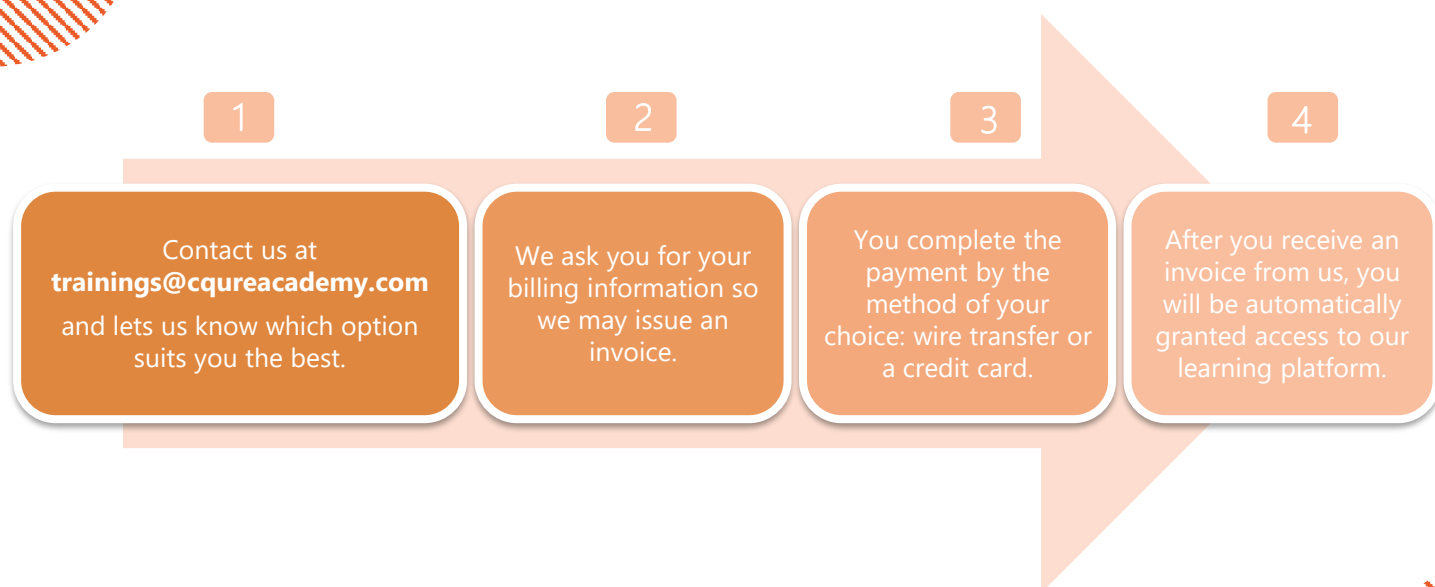 1
Contact us at
trainings@cqureacademy.com
and lets us know which option
suits you the best.
2
We ask you for your
billing information so
we may issue an
invoice.
3
You complete the
payment by the
method of your
choice: wire transfer or
a credit card.
4
After you receive an
invoice from us, you
will be automatically
granted access to our
learning platform.